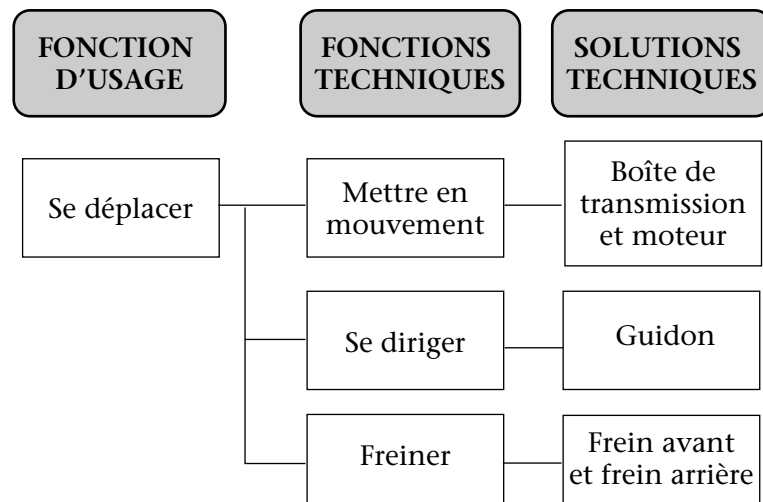 FONCTION
D'USAGE
FONCTIONS
TECHNIQUES
SOLUTIONS
TECHNIQUES
Se déplacer
Mettre en
mouvement
Boîte de
transmission
et moteur
Se diriger
Guidon
Freiner
Frein avant
et frein arrière